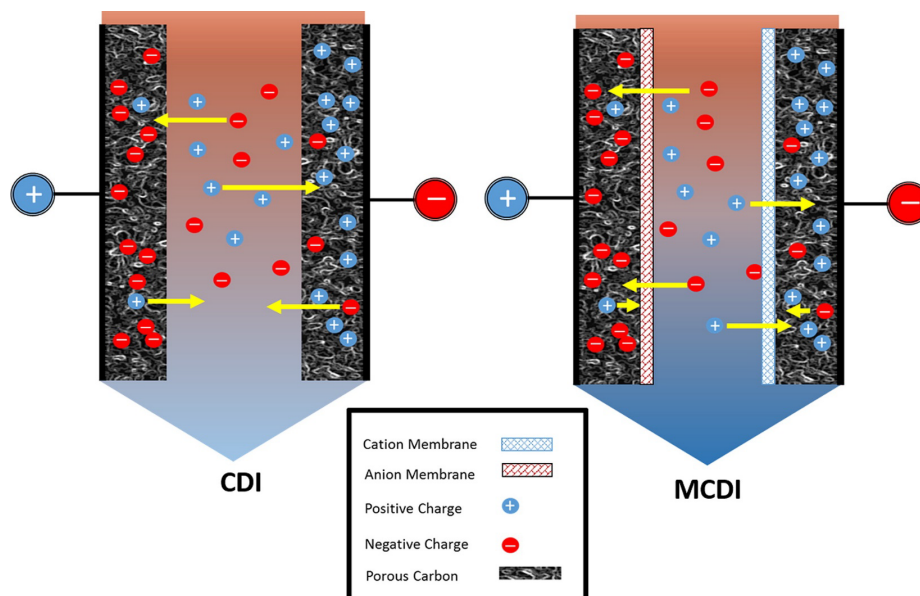 CDI
MCDI
Cation Membrane
Anion Membrane
Positive Charge
Negative Charge
Porous Carbon